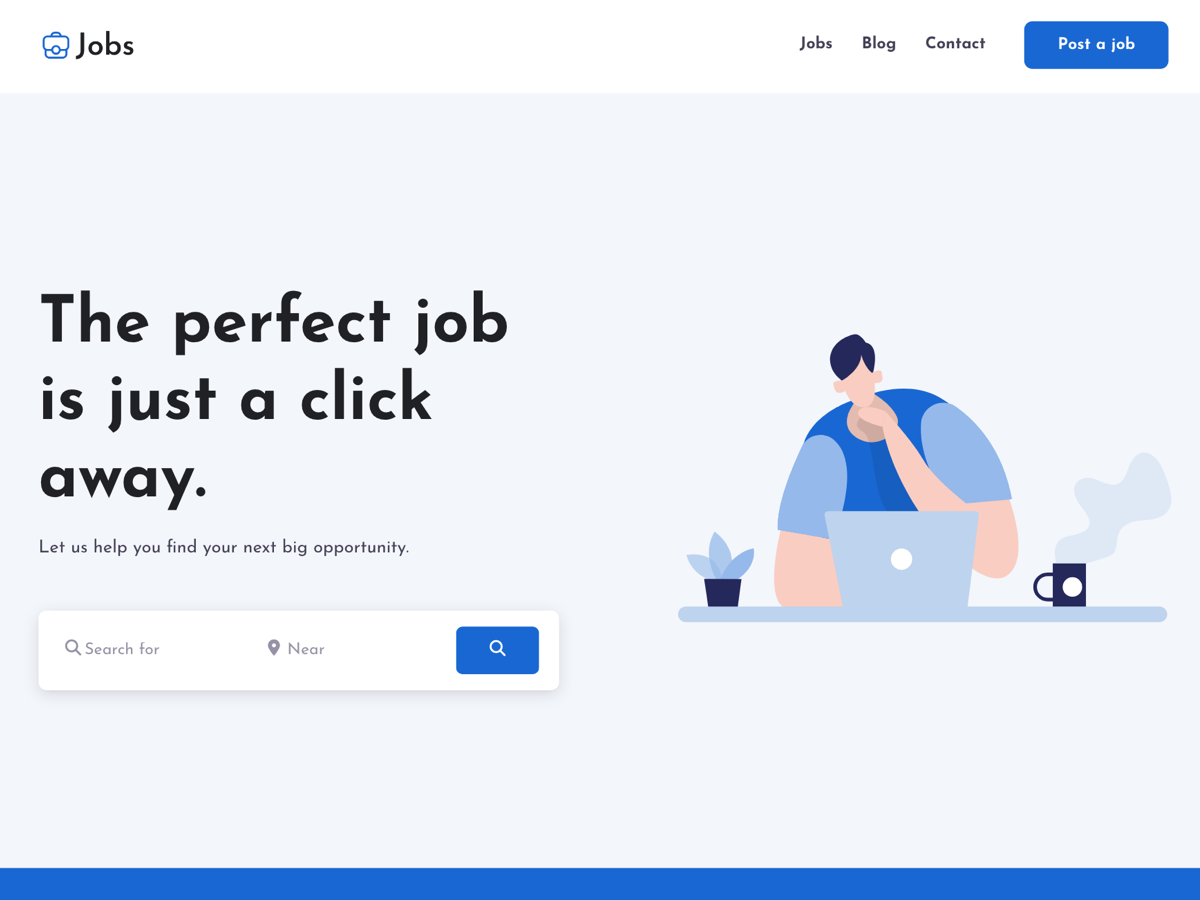 Jobs
Jobs Blog Contact Post a job
The perfect job
is just a click
away.
Let us help you find your next big opportunity.
Search for Near